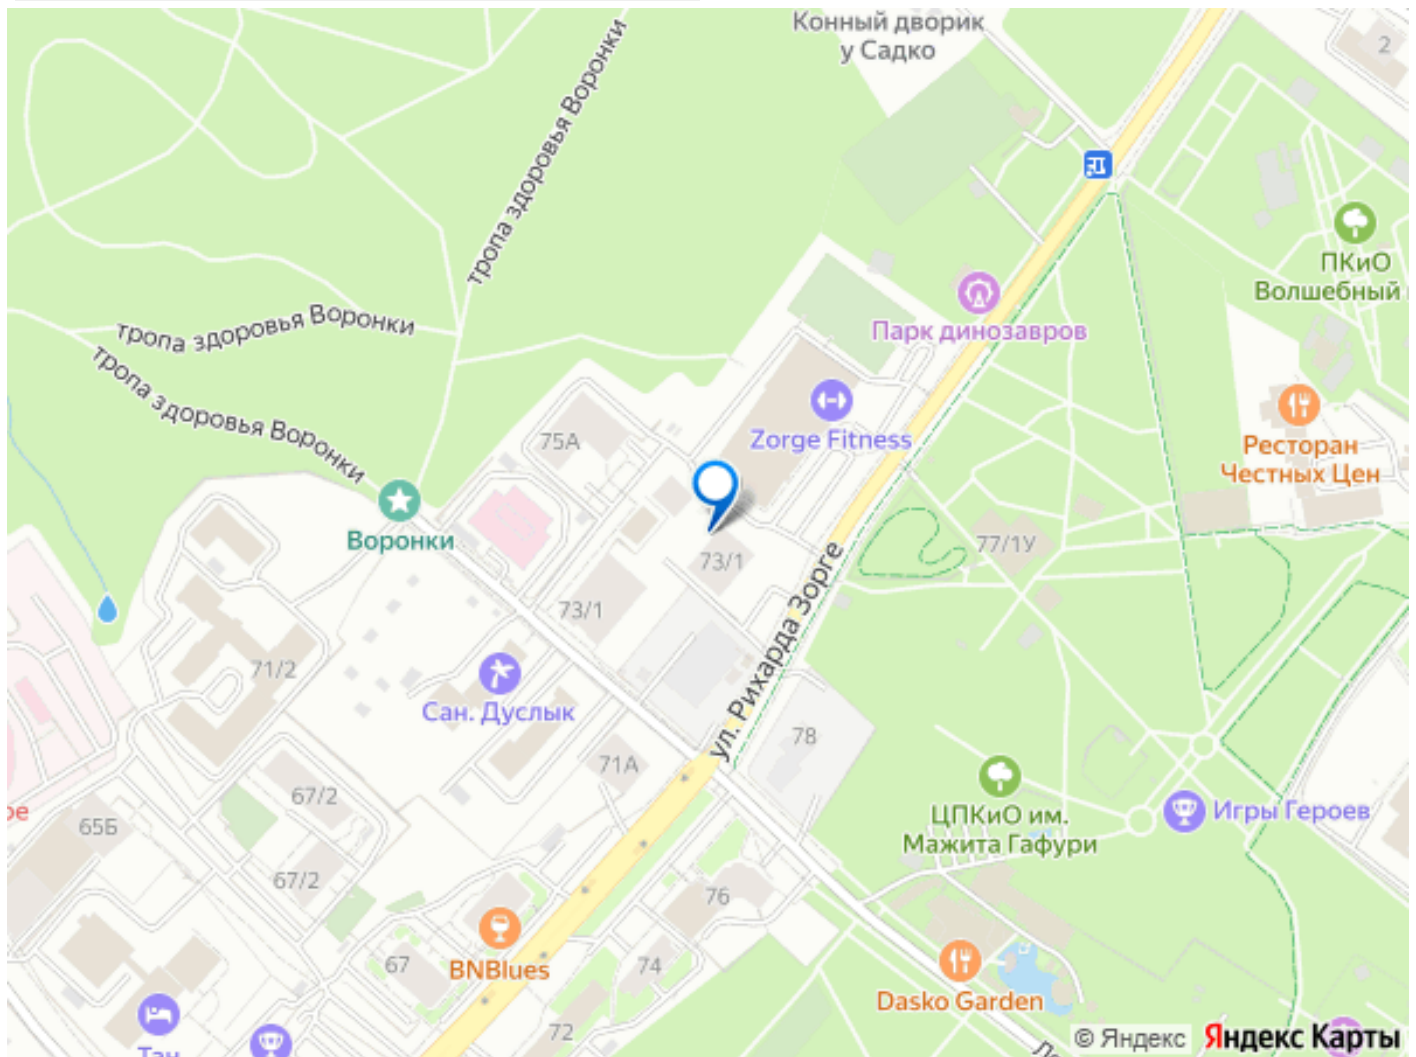 Конный дворик
у Садко
2
тропа здоровья Воронки
ПКиО
Волшебный
тропа здоровья Воронки
Парк динозавров
тропа здоровья Воронки
75А
Zorge Fitness
Ресторан
Честных Цен
Воронки
73/1
77/1У
73/1
ул. Рихарда Зорге
71/2
Сан. Дуслык
78
71А
67/2
ЦПКиО им.
Мажита Гафури
Игры Героев
65Б
ре
67/2
76
67
BNBlues
74
Dasko Garden
72
© Яндекс Яндекс Карты